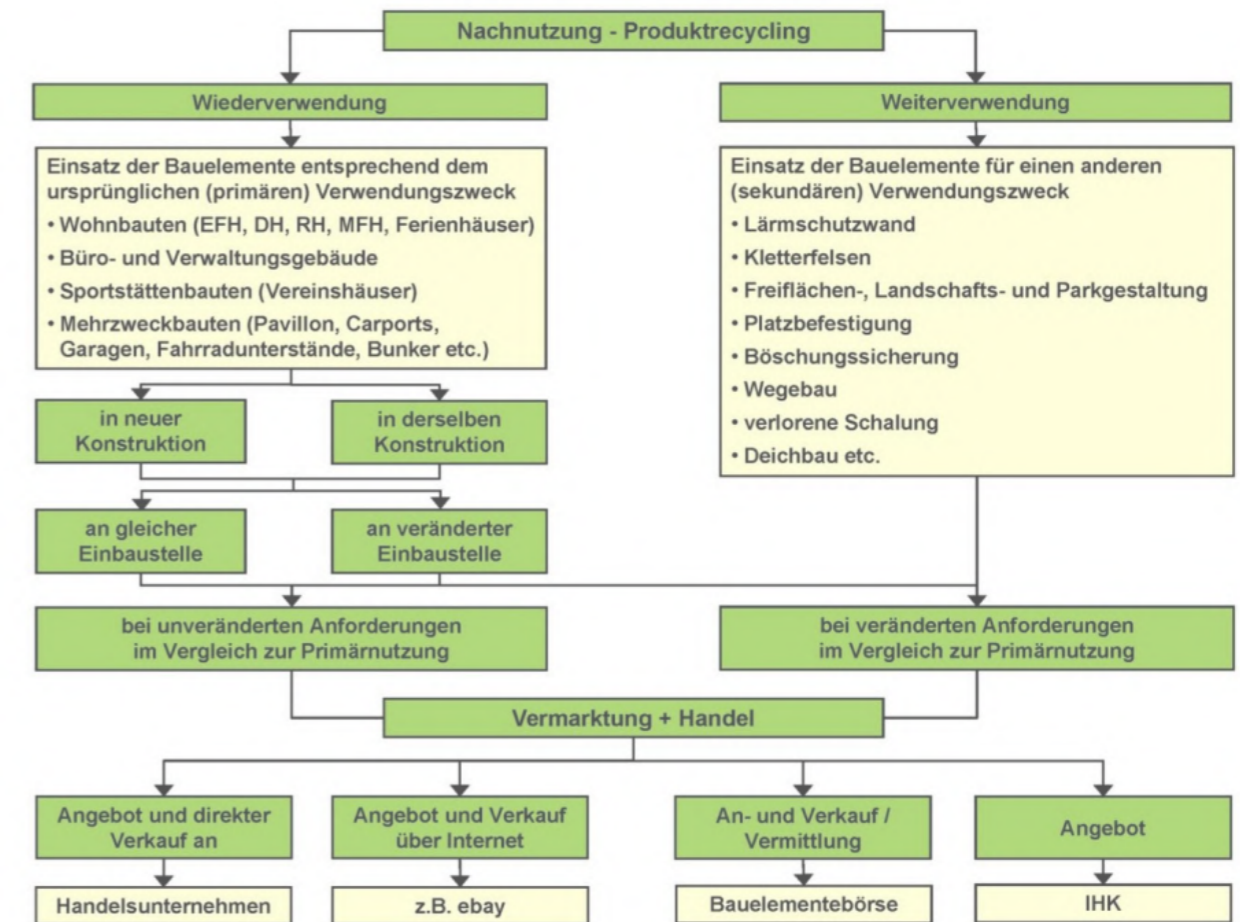 Nachnutzung - Produktrecycling
Wiederverwendung
Einsatz der Bauelemente entsprechend dem
ursprünglichen (primären) Verwendungszweck
• Wohnbauten (EFH, DH, RH, MFH, Ferienhäuser)
• Büro- und Verwaltungsgebäude
• Sportstättenbauten (Vereinshäuser)
• Mehrzweckbauten (Pavillon, Carports,
Garagen, Fahrradunterstände, Bunker etc.)
in neuer
Konstruktion
in derselben
Konstruktion
an gleicher
Einbaustelle
an veränderter
Einbaustelle
bei unveränderten Anforderungen
im Vergleich zur Primärnutzung
Weiterverwendung
Einsatz der Bauelemente für einen anderen
(sekundären) Verwendungszweck
• Lärmschutzwand
• Kletterfelsen
• Freiflächen-, Landschafts- und Parkgestaltung
• Platzbefestigung
• Böschungssicherung
• Wegebau
• verlorene Schalung
• Deichbau etc.
bei veränderten Anforderungen
im Vergleich zur Primärnutzung
Vermarktung + Handel
Angebot und direkter
Verkauf an
Handelsunternehmen
Angebot und Verkauf
über Internet
z.B. ebay
An- und Verkauf /
Vermittlung
Bauelementebörse
Angebot
IHK